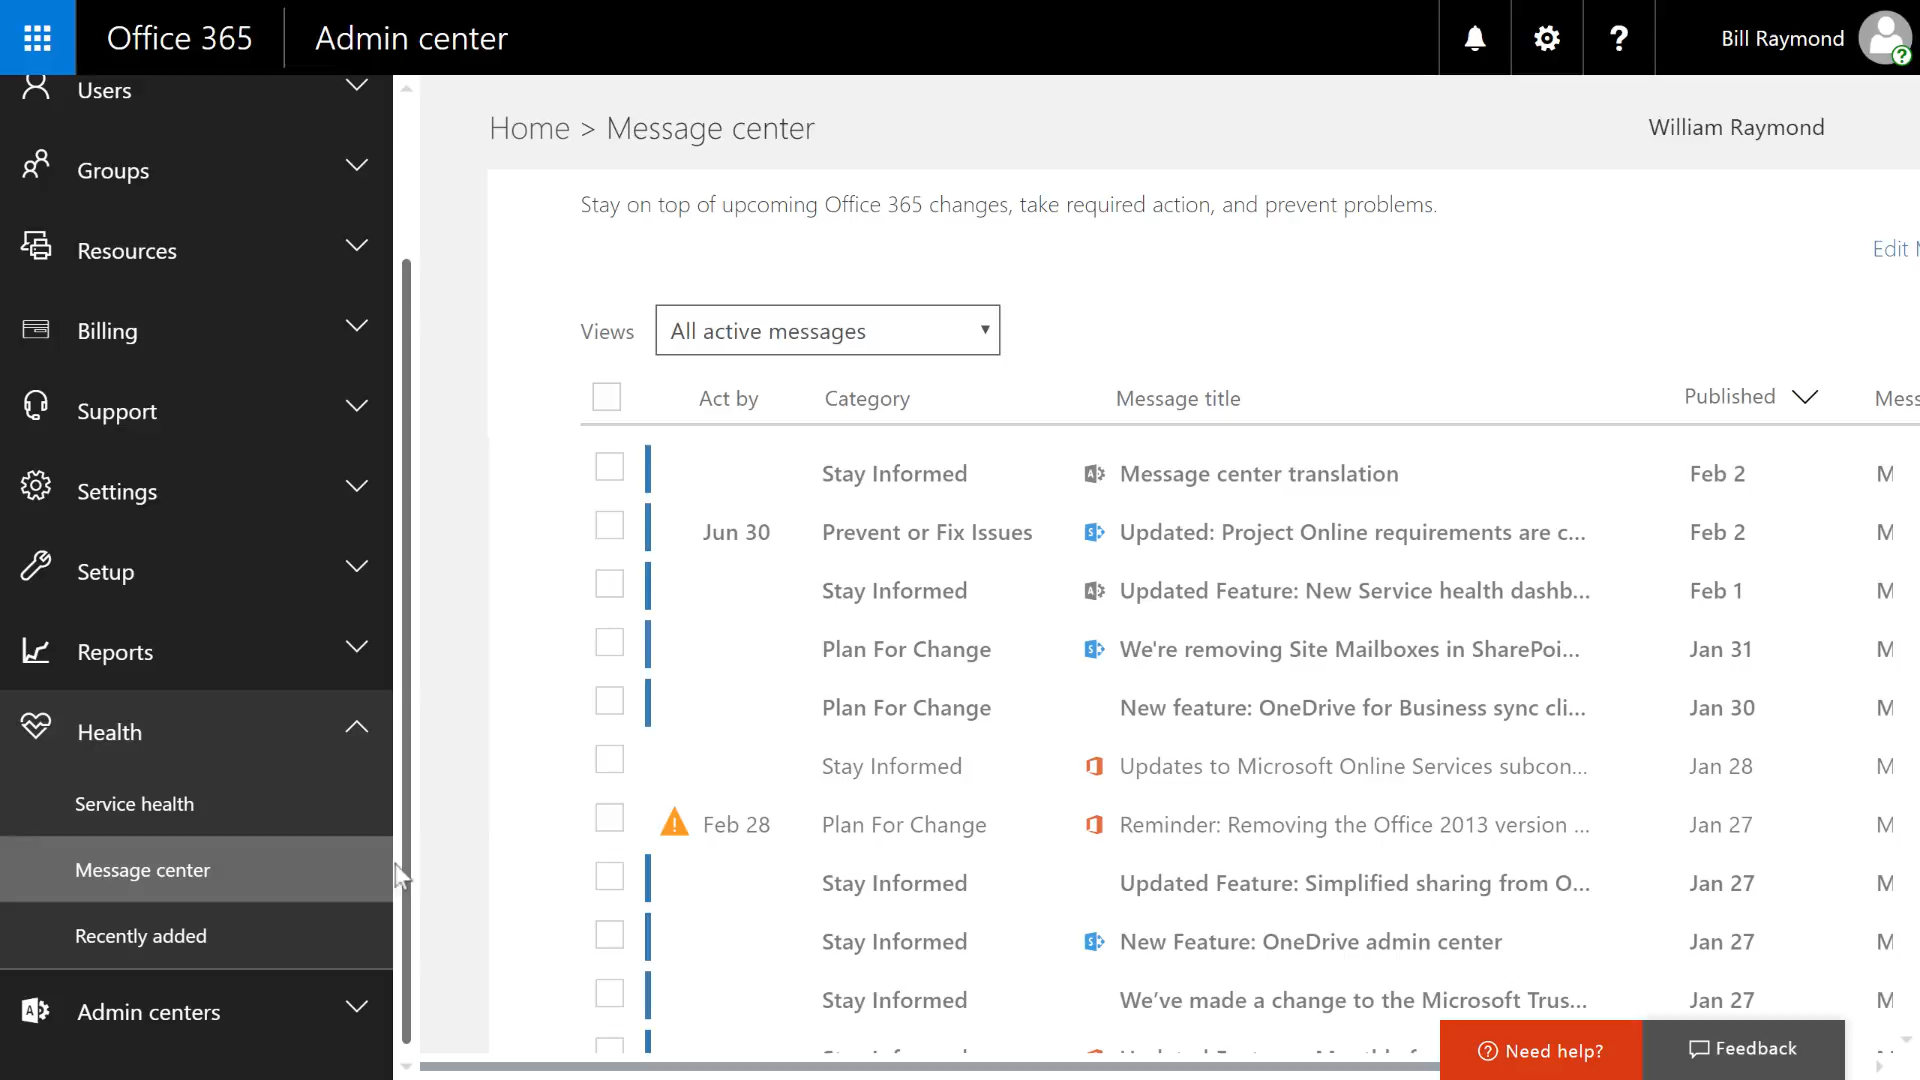 Office 365
Admin center
Bill Raymond
Users
Groups
Resources
Billing
Support
Settings
Setup
Reports
Health
Service health
Message center
Recently added
Admin centers
Home > Message center
William Raymond
Stay on top of upcoming Office 365 changes, take required action, and prevent problems.
Edit
Views
All active messages
Act by Category Message title Published Mess
Stay Informed Message center translation Feb 2 M
Jun 30 Prevent or Fix Issues Updated: Project Online requirements are c... Feb 2 M
Stay Informed Updated Feature: New Service health dashb... Feb 1 M
Plan For Change We're removing Site Mailboxes in SharePoi... Jan 31 M
Plan For Change New feature: OneDrive for Business sync cli... Jan 30 M
Stay Informed Updates to Microsoft Online Services subcon... Jan 28 M
Feb 28 Plan For Change Reminder: Removing the Office 2013 version ... Jan 27 M
Stay Informed Updated Feature: Simplified sharing from O... Jan 27 M
Stay Informed New Feature: OneDrive admin center Jan 27 M
Stay Informed We've made a change to the Microsoft Trus... Jan 27 M
Need help?
Feedback